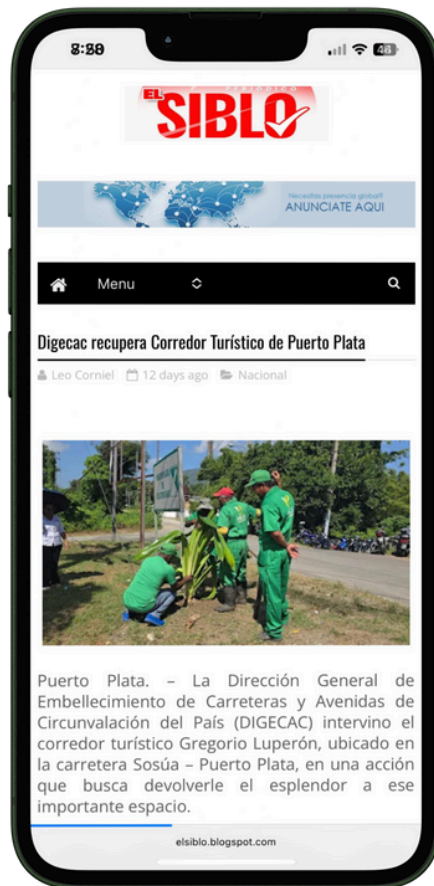 8:50
46
PERIODICO
EL
SIBLO
Necesitas presencia global?
ANUNCIATE AQUI
Menu
Digecac recupera Corredor Turístico de Puerto Plata
Leo Corniel 12 days ago Nacional
Puerto Plata. – La Dirección General de
Embellecimiento de Carreteras y Avenidas de
Circunvalación del País (DIGECAC) intervino el
corredor turístico Gregorio Luperón, ubicado en
la carretera Sosúa – Puerto Plata, en una acción
que busca devolverle el esplendor a ese
importante espacio.
elsiblo.blogspot.com